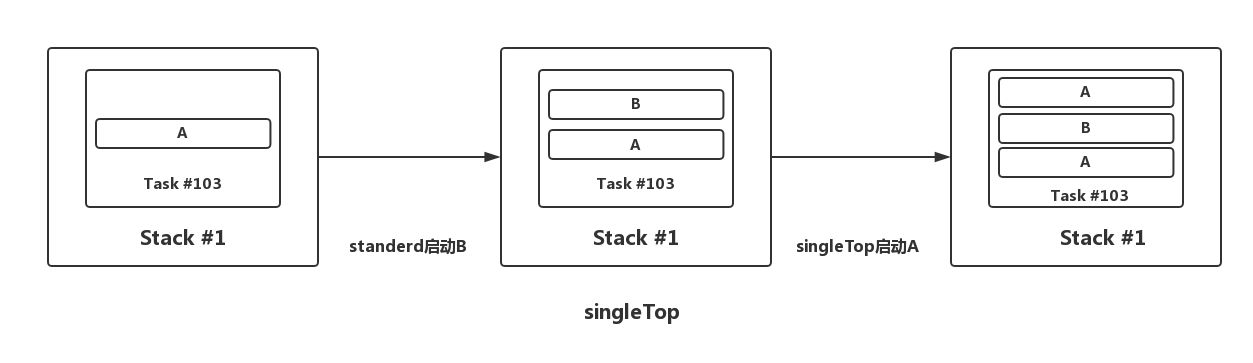 A
Task #103
Stack #1
standerd启动B
B
A
Task #103
Stack #1
singleTop启动A
A
B
A
Task #103
Stack #1
singleTop